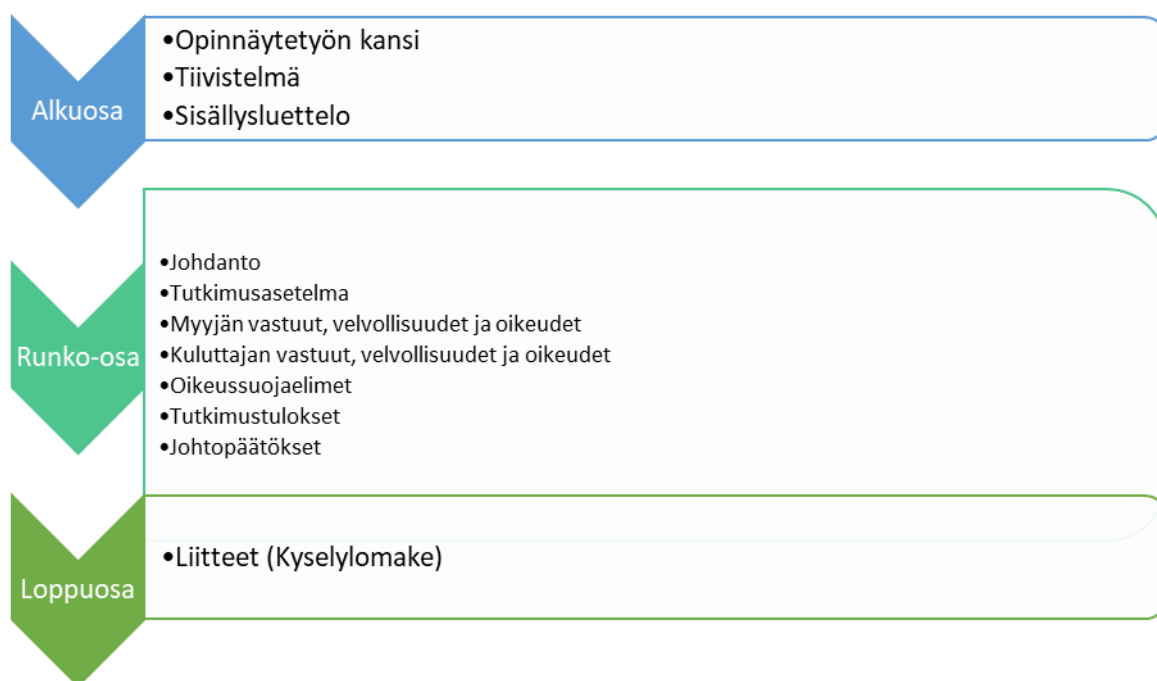 Alkuosa
•Opinnäytetyön kansi
•Tiivistelmä
•Sisällysluettelo
Runko-osa
•Johdanto
•Tutkimusasetelma
•Myyjän vastuut, velvollisuudet ja oikeudet
•Kuluttajan vastuut, velvollisuudet ja oikeudet
•Oikeussuojaelimet
•Tutkimustulokset
•Johtopäätökset
Loppuosa
•Liitteet (Kyselylomake)